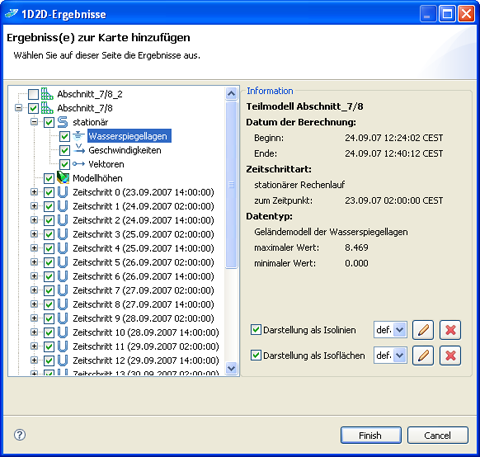 1D2D-Ergebnisse
Ergebniss(e) zur Karte hinzufügen
Wählen Sie auf dieser Seite die Ergebnisse aus.
Abschnitt_7/8_2
Abschnitt_7/8
stationär
Wasserspiegellagen
Geschwindigkeiten
Vektoren
Modellhöhen
Zeitschritt 0 (23.09.2007 14:00:00)
Zeitschritt 1 (24.09.2007 02:00:00)
Zeitschritt 2 (24.09.2007 14:00:00)
Zeitschritt 3 (25.09.2007 02:00:00)
Zeitschritt 4 (25.09.2007 14:00:00)
Zeitschritt 5 (26.09.2007 02:00:00)
Zeitschritt 6 (26.09.2007 14:00:00)
Zeitschritt 7 (27.09.2007 02:00:00)
Zeitschritt 8 (27.09.2007 14:00:00)
Zeitschritt 9 (28.09.2007 02:00:00)
Zeitschritt 10 (28.09.2007 14:00:00)
Zeitschritt 11 (29.09.2007 02:00:00)
Zeitschritt 12 (29.09.2007 14:00:00)
Zeitschritt 13 (30.09.2007 02:00:00)
Information
Teilmodell Abschnitt_7/8
Datum der Berechnung:
Beginn: 24.09.07 12:24:02 CEST
Ende: 24.09.07 12:40:12 CEST
Zeitschrittart:
stationärer Rechenlauf
zum Zeitpunkt: 23.09.07 02:00:00 CEST
Datentyp:
Geländemodell der Wasserspiegellagen
maximaler Wert: 8.469
minimaler Wert: 0.000
Darstellung als Isolinien def.
Darstellung als Isoflächen def.
Finish Cancel